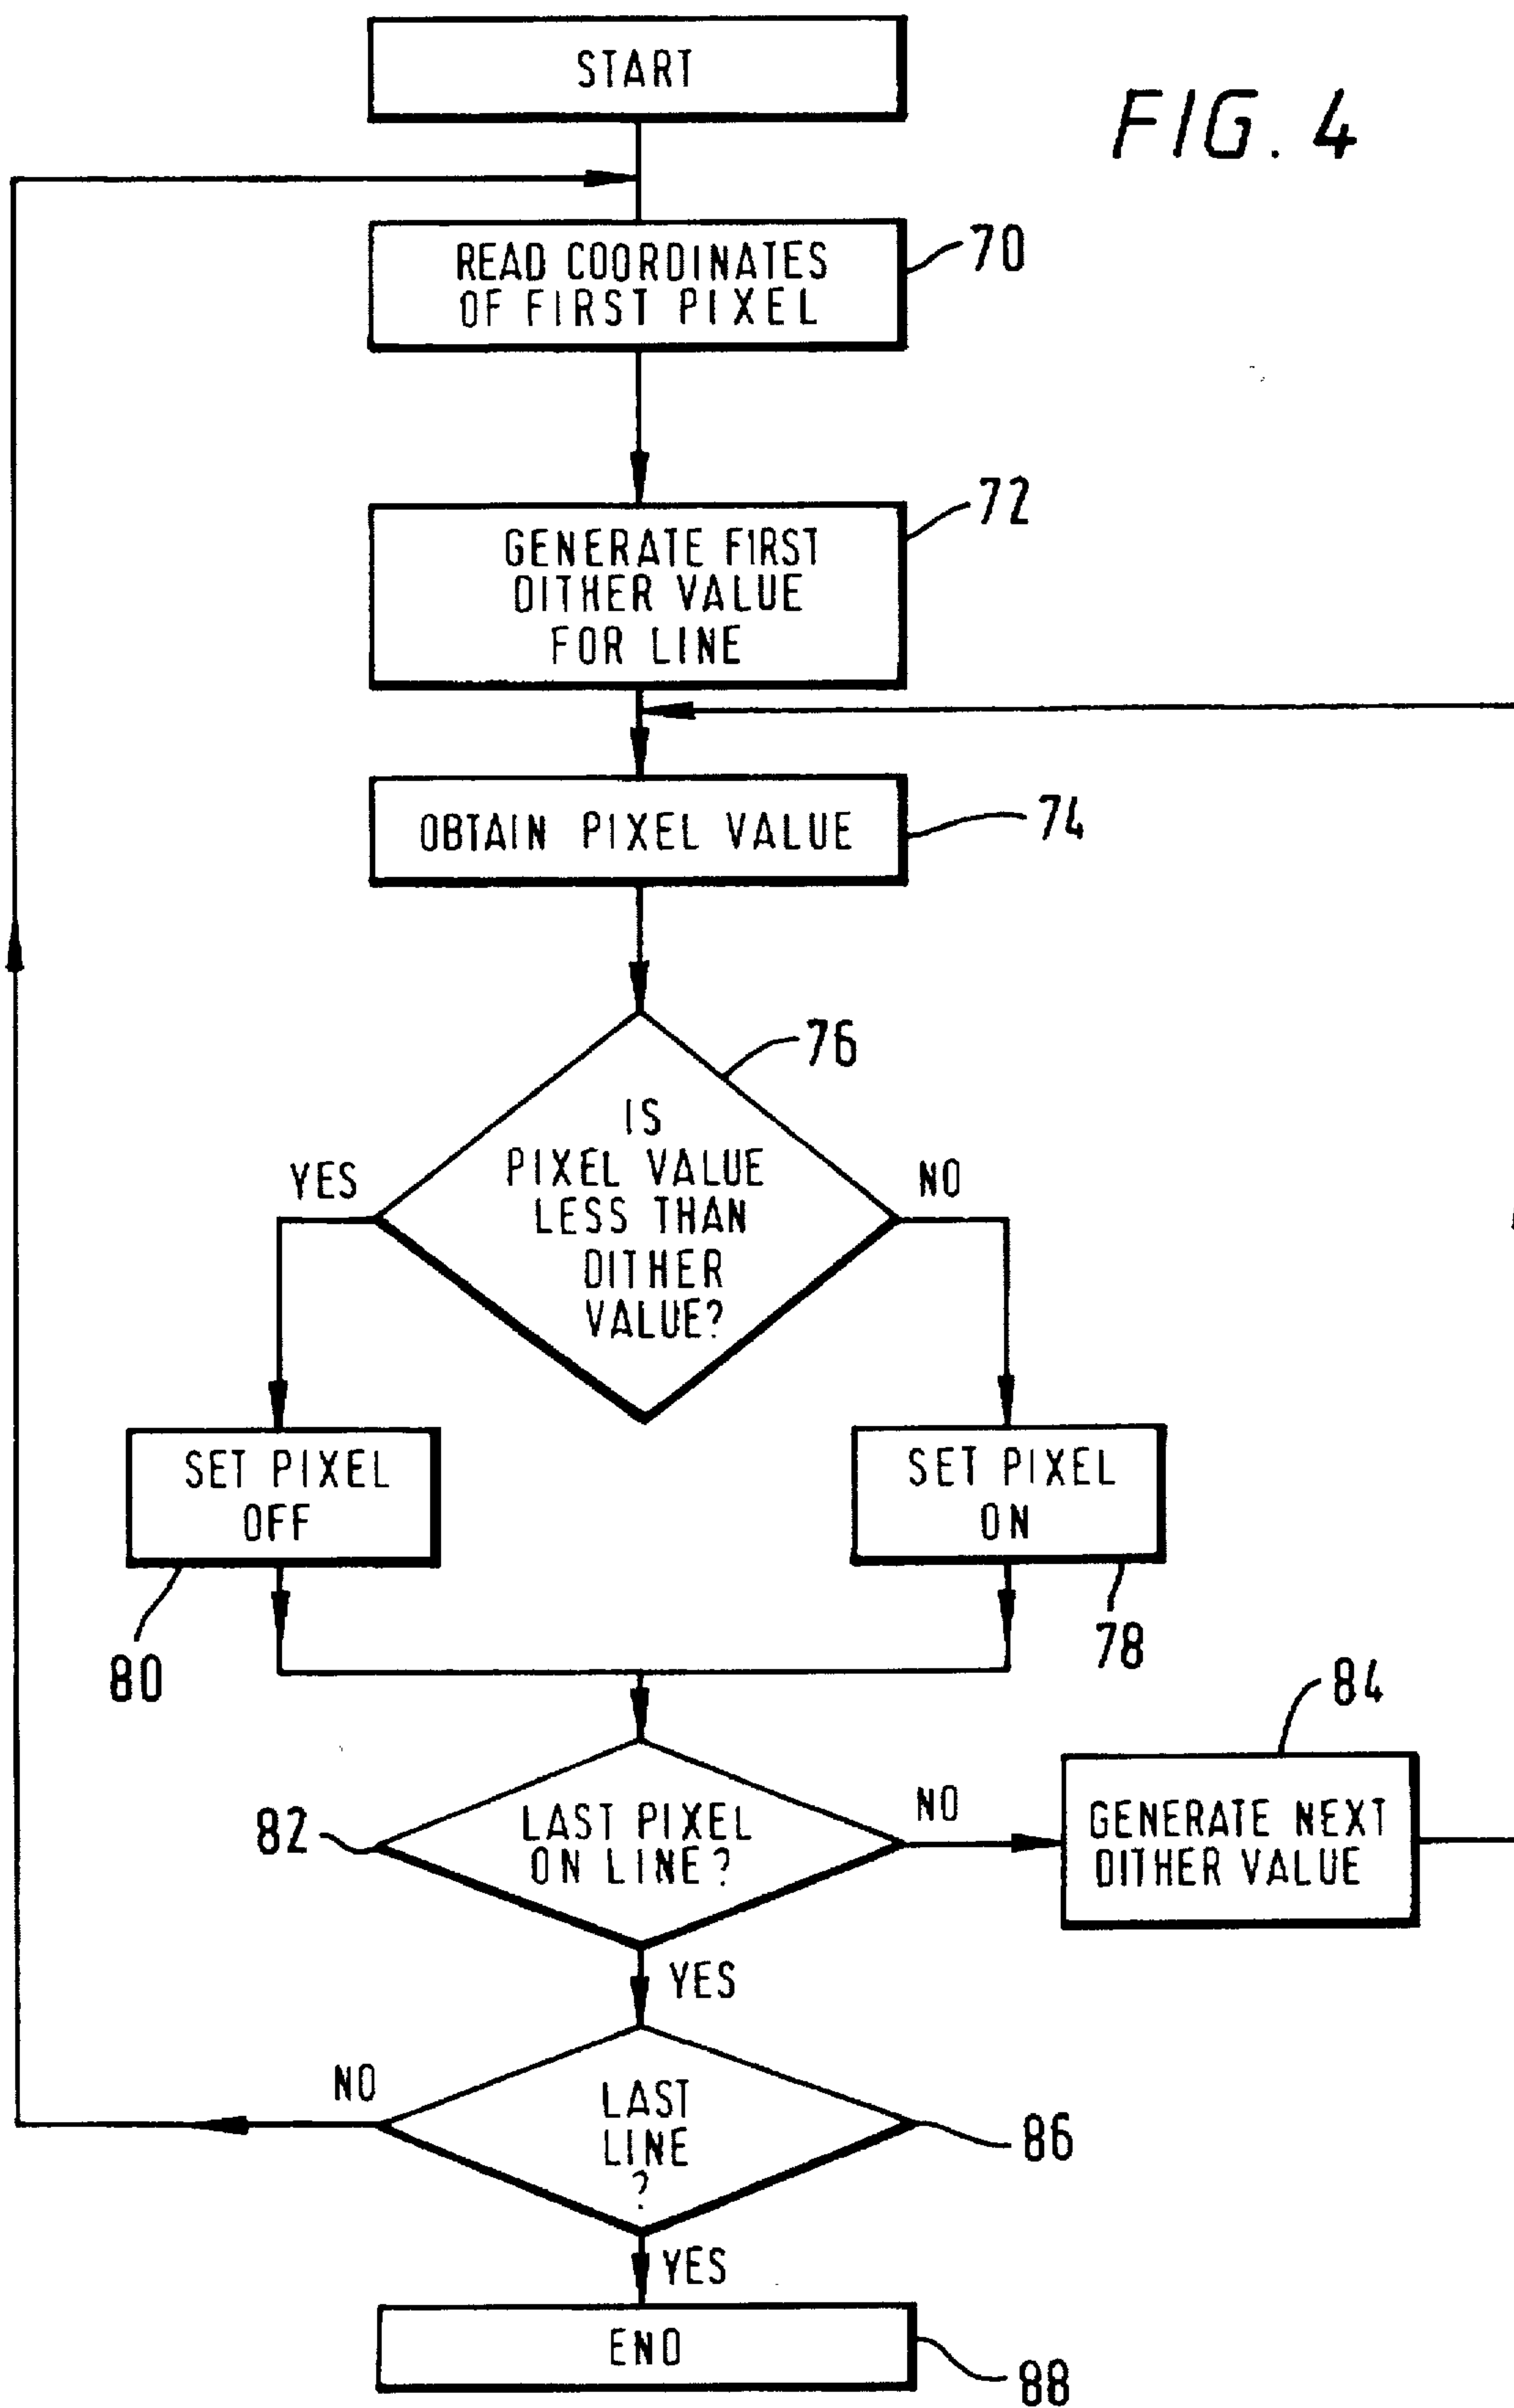 START
FIG. 4
READ COORDINATES
OF FIRST PIXEL
70
GENERATE FIRST
DITHER VALUE
FOR LINE
72
OBTAIN PIXEL VALUE
74
76
IS
PIXEL VALUE
LESS THAN
DITHER
VALUE?
YES
NO
SET PIXEL
OFF
SET PIXEL
ON
80
78
84
82
LAST PIXEL
ON LINE?
NO
GENERATE NEXT
DITHER VALUE
YES
NO
LAST
LINE
?
86
YES
END
88